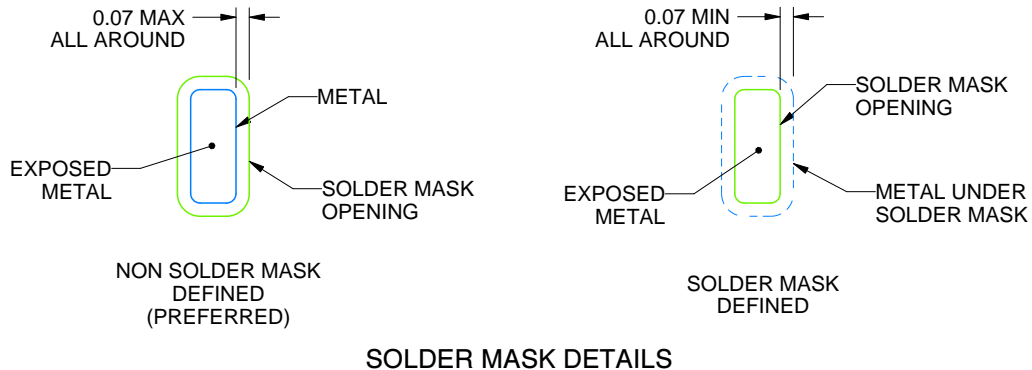 0.07 MAX
ALL AROUND
METAL
EXPOSED
METAL
SOLDER MASK
OPENING
NON SOLDER MASK
DEFINED
(PREFERRED)
0.07 MIN
ALL AROUND
SOLDER MASK
OPENING
EXPOSED
METAL
METAL UNDER
SOLDER MASK
SOLDER MASK
DEFINED
SOLDER MASK DETAILS